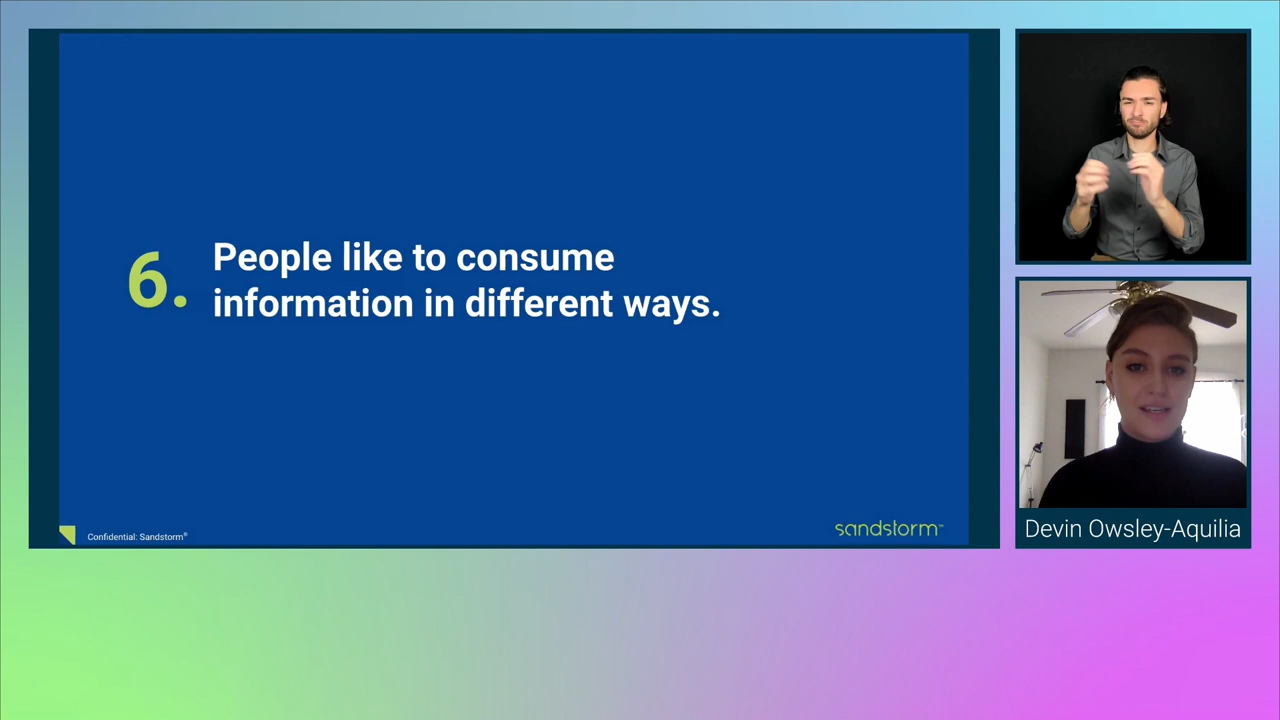 6. People like to consume
information in different ways.
Confidential: Sandstorm®
sandstorm™
Devin Owsley-Aquilia